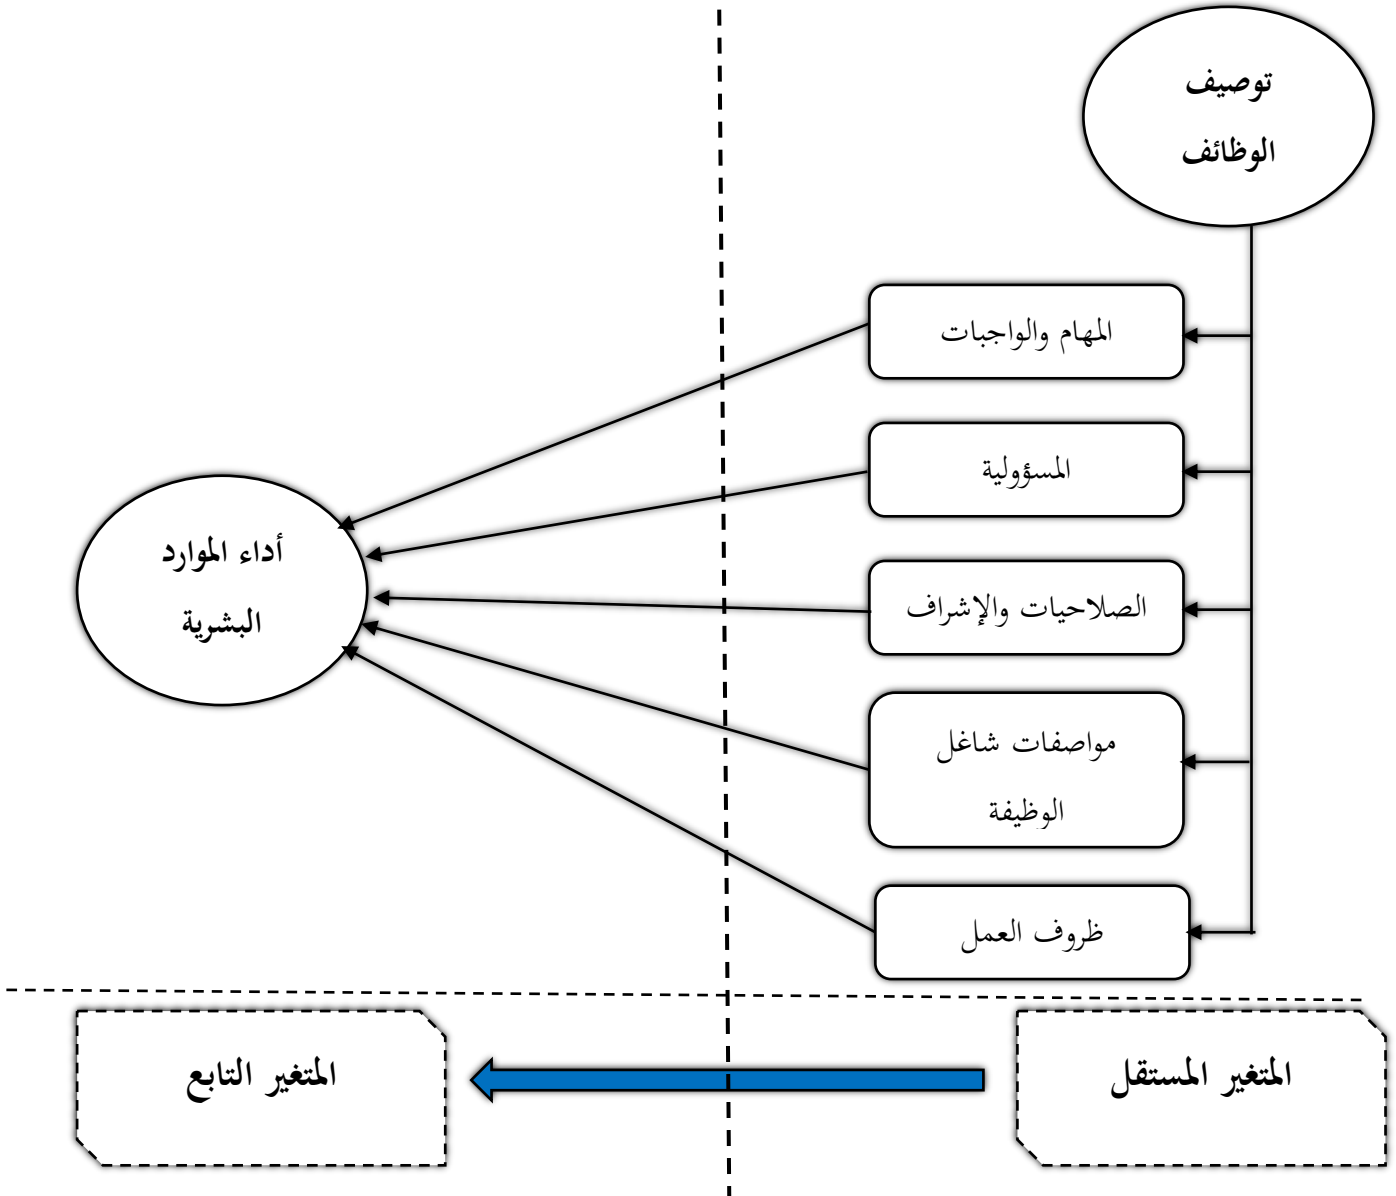 توصيف
الوظائف
المهام والواجبات
المسؤولية
الصلاحيات والإشراف
مواصفات شاغل
الوظيفة
ظروف العمل
أداء الموارد
البشرية
المتغير المستقل
المتغير التابع